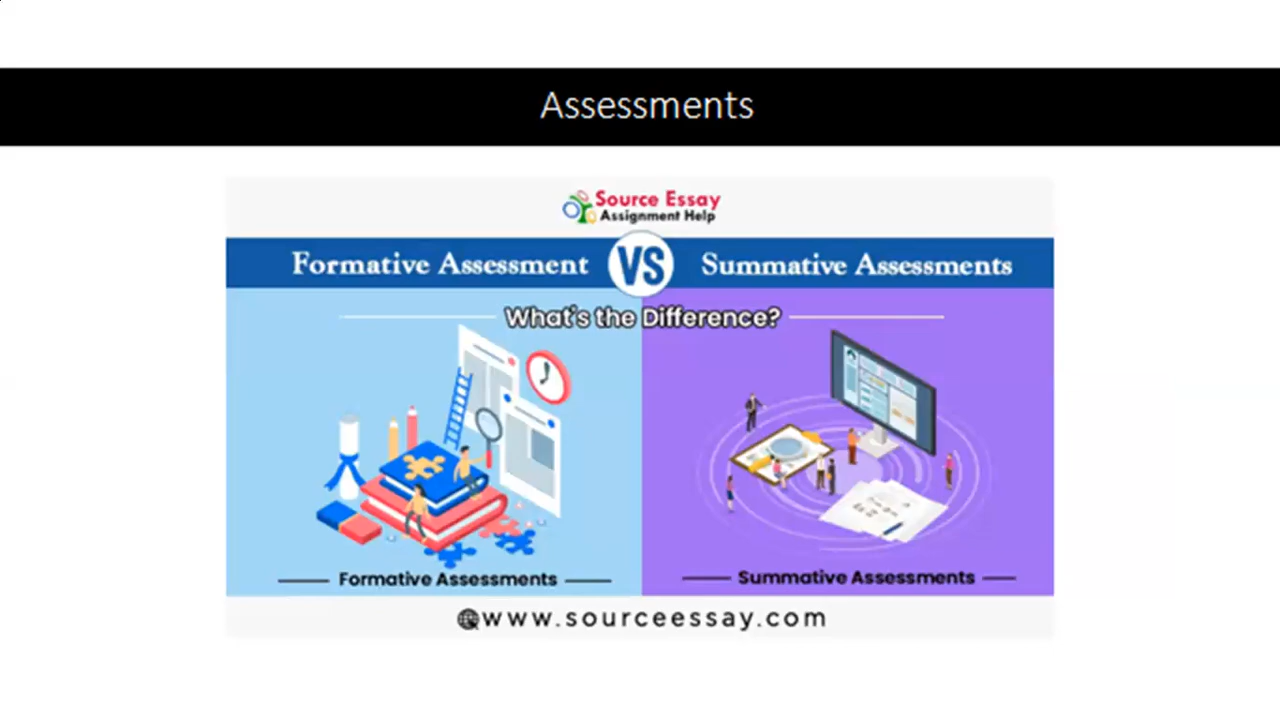 Assessments
Source Essay
Assignment Help
Formative Assessment VS Summative Assessments
What's the Difference?
Formative Assessments
Summative Assessments
www.sourceessay.com